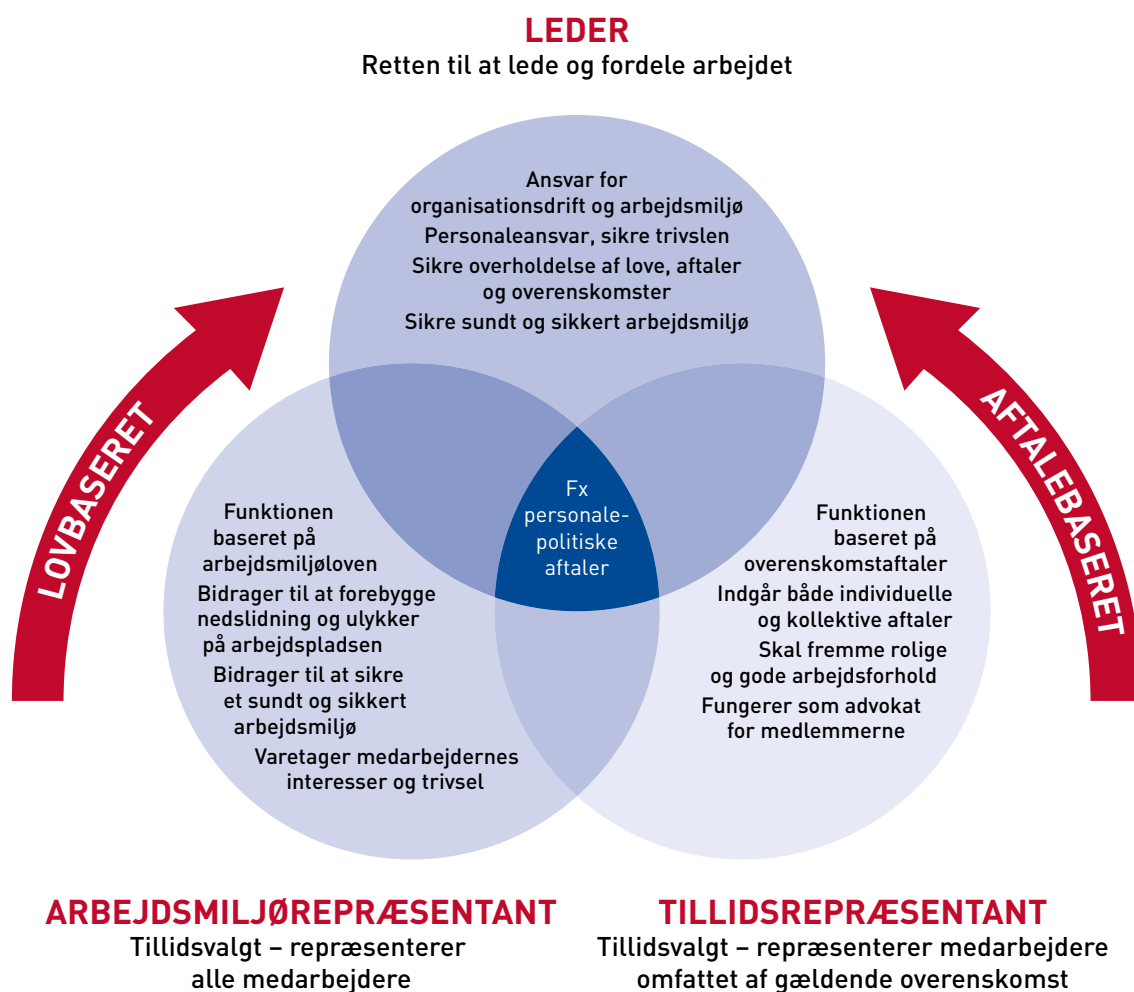 LEDER
Retten til at lede og fordele arbejdet
Ansvar for
organisationsdrift og arbejdsmiljø
Personaleansvar, sikre trivslen
Sikre overholdelse af love, aftaler
og overenskomster
Sikre sundt og sikkert arbejdsmiljø
LOVBASERET
AFTALEBASERET
Fx
personale-
politiske
aftaler
Funktionen
baseret på
arbejdsmiljøloven
Bidrager til at forebygge
nedslidning og ulykker
på arbejdspladsen
Bidrager til at sikre
et sundt og sikkert
arbejdsmiljø
Varetager medarbejdernes
interesser og trivsel
Funktionen
baseret på
overenskomstaftaler
Indgår både individuelle
og kollektive aftaler
Skal fremme rolige
og gode arbejdsforhold
Fungerer som advokat
for medlemmerne
ARBEJDSMILJØREPRÆSENTANT
Tillidsvalgt – repræsenterer
alle medarbejdere
TILLIDSREPRÆSENTANT
Tillidsvalgt – repræsenterer medarbejdere
omfattet af gældende overenskomst